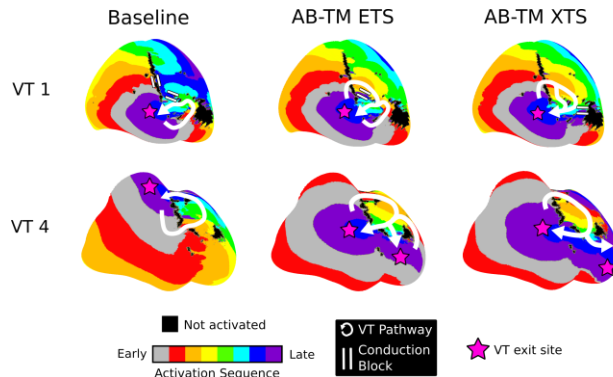 Baseline AB-TM ETS AB-TM XTS
VT 1
VT 4
Not activated
Early Late
Activation Sequence
VT Pathway
Conduction
Block
VT exit site